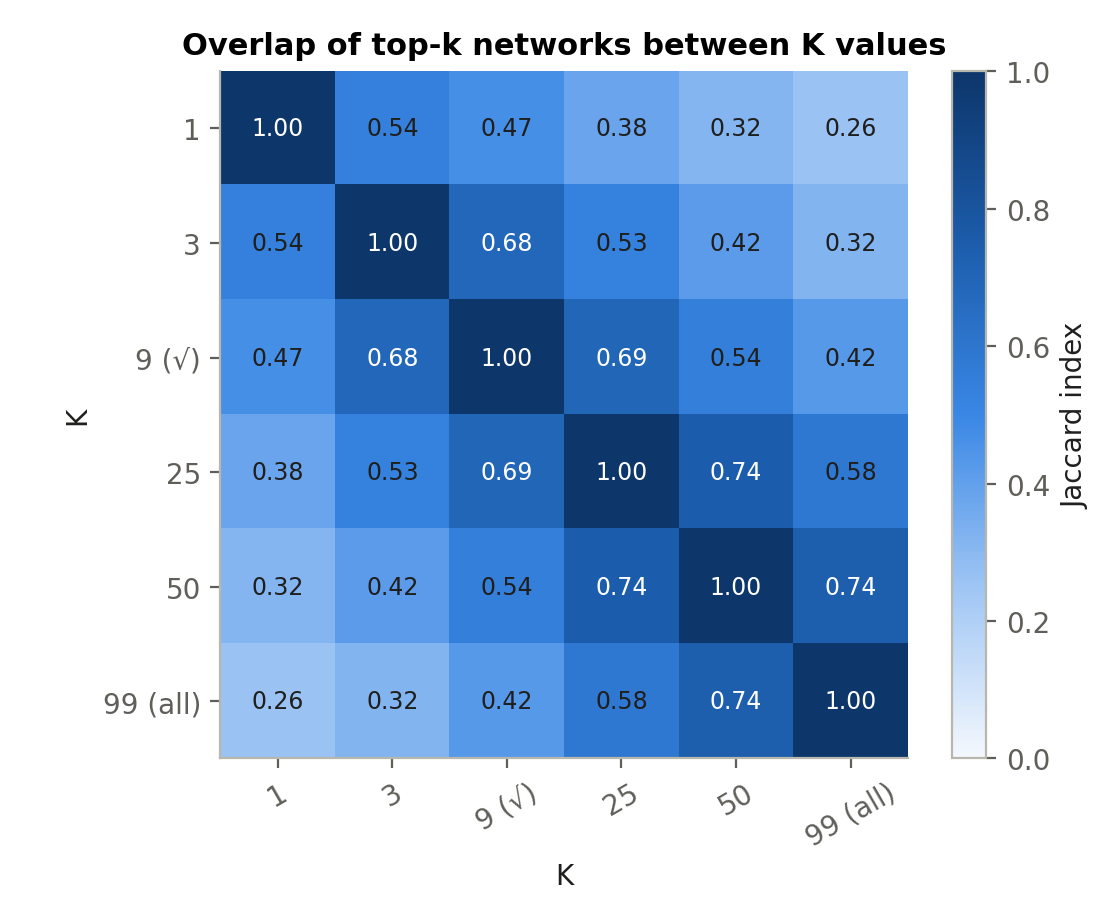 Overlap of top-k networks between K values
1 1.00 0.54 0.47 0.38 0.32 0.26
3 0.54 1.00 0.68 0.53 0.42 0.32
9 (√) 0.47 0.68 1.00 0.69 0.54 0.42
25 0.38 0.53 0.69 1.00 0.74 0.58
50 0.32 0.42 0.54 0.74 1.00 0.74
99 (all) 0.26 0.32 0.42 0.58 0.74 1.00
1 3 9 (√) 25 50 99 (all)
K
K
1.0
0.8
0.6
0.4
0.2
0.0
Jaccard index